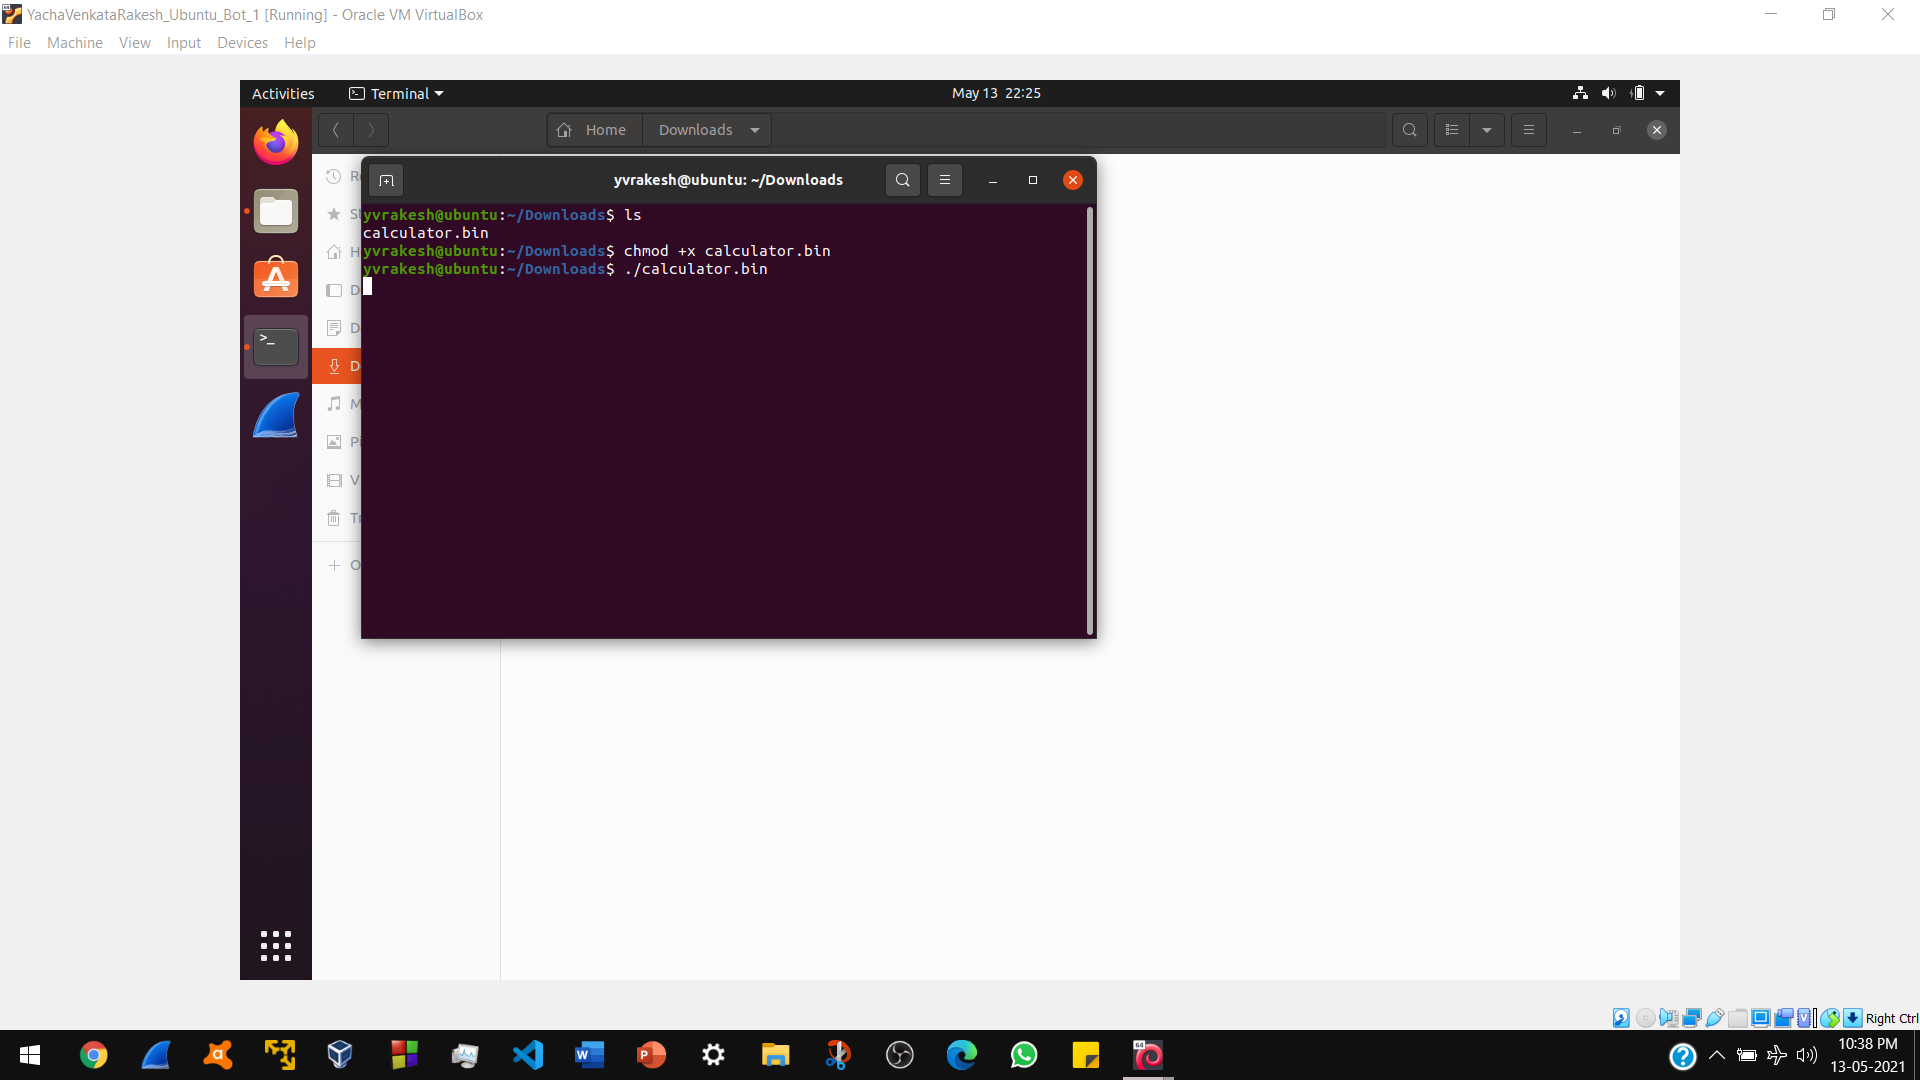 YachaVenkataRakesh_Ubuntu_Bot_1 [Running] - Oracle VM VirtualBox
File Machine View Input Devices Help
Activities Terminal May 13 22:25
Home Downloads
yvrakesh@ubuntu: ~/Downloads
yvrakesh@ubuntu:~/Downloads$ ls
calculator.bin
yvrakesh@ubuntu:~/Downloads$ chmod +x calculator.bin
yvrakesh@ubuntu:~/Downloads$ ./calculator.bin
Right Ctrl
10:38 PM
13-05-2021